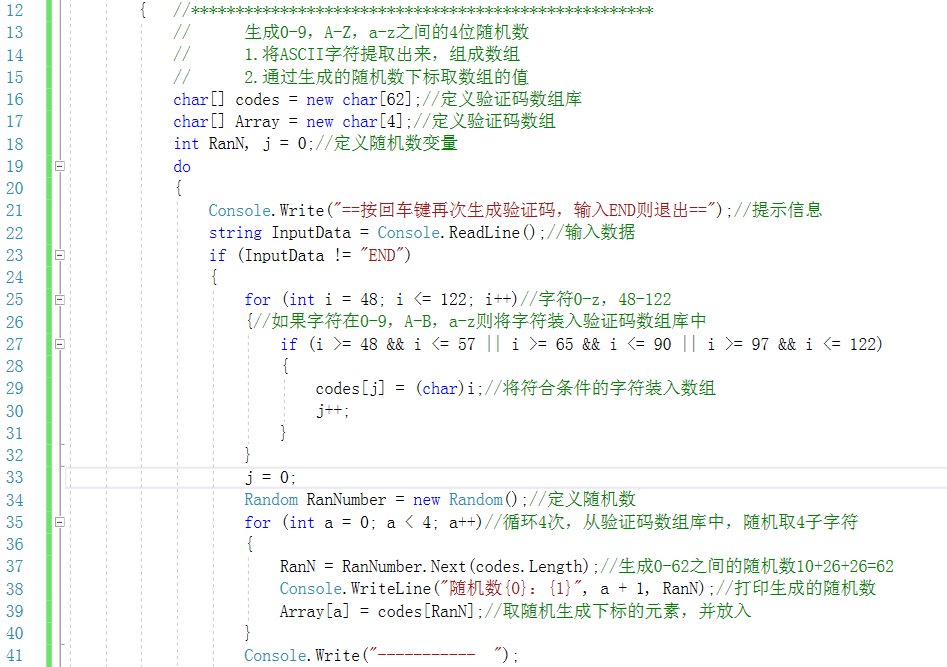 12 { //****************************************************
13 // 生成0-9，A-Z，a-z之间的4位随机数
14 // 1.将ASCII字符提取出来，组成数组
15 // 2.通过生成的随机数下标取数组的值
16 char[] codes = new char[62];//定义验证码数组库
17 char[] Array = new char[4];//定义验证码数组
18 int RanN, j = 0;//定义随机数变量
19 do
20 {
21 Console.Write("==按回车键再次生成验证码，输入END则退出==");//提示信息
22 string InputData = Console.ReadLine();//输入数据
23 if (InputData != "END")
24 {
25 for (int i = 48; i <= 122; i++)//字符0-z，48-122
26 {//如果字符在0-9，A-B，a-z则将字符装入验证码数组库中
27 if (i >= 48 && i <= 57 || i >= 65 && i <= 90 || i >= 97 && i <= 122)
28 {
29 codes[j] = (char)i;//将符合条件的字符装入数组
30 j++;
31 }
32 }
33 j = 0;
34 Random RanNumber = new Random();//定义随机数
35 for (int a = 0; a < 4; a++)//循环4次，从验证码数组库中，随机取4子字符
36 {
37 RanN = RanNumber.Next(codes.Length);//生成0-62之间的随机数10+26+26=62
38 Console.WriteLine("随机数{0}：{1}", a + 1, RanN);//打印生成的随机数
39 Array[a] = codes[RanN];//取随机生成下标的元素，并放入
40 }
41 Console.Write("-----------  ");